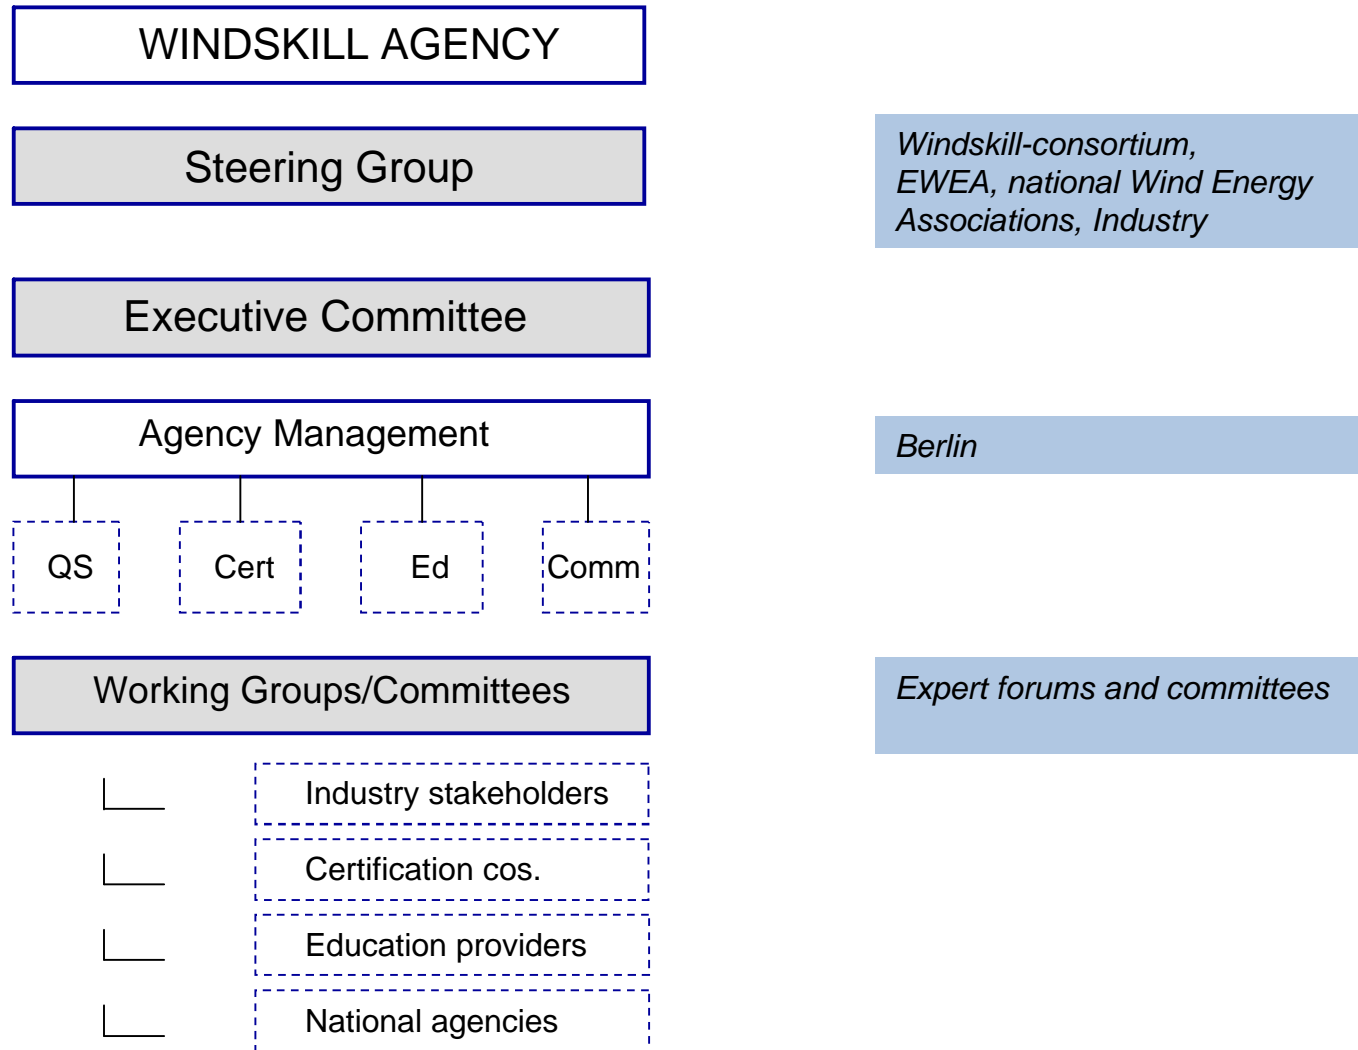 WINDSKILL AGENCY
Steering Group
Windskill-consortium,
EWEA, national Wind Energy
Associations, Industry
Executive Committee
Agency Management
Berlin
QS
Cert
Ed
Comm
Working Groups/Committees
Expert forums and committees
Industry stakeholders
Certification cos.
Education providers
National agencies